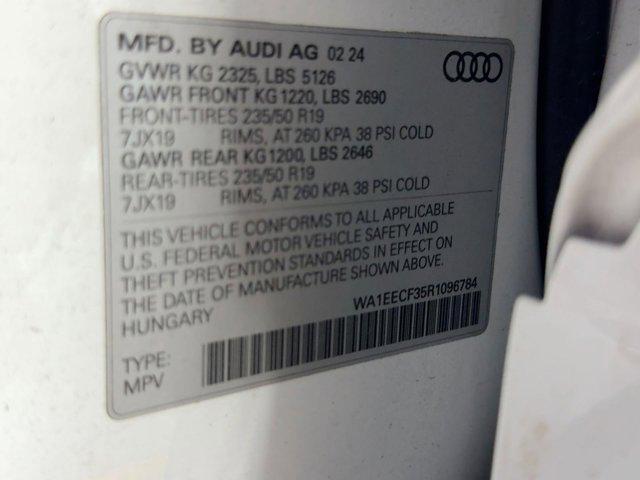 MFD. BY AUDI AG 02 24
GVWR KG 2325, LBS 5126
GAWR FRONT KG 1220, LBS 2690
FRONT-TIRES 235/50 R19
7JX19 RIMS, AT 260 KPA 38 PSI COLD
GAWR REAR KG 1200, LBS 2646
REAR-TIRES 235/50 R19
7JX19 RIMS, AT 260 KPA 38 PSI COLD
THIS VEHICLE CONFORMS TO ALL APPLICABLE
U.S. FEDERAL MOTOR VEHICLE SAFETY AND
THEFT PREVENTION STANDARDS IN EFFECT ON
THE DATE OF MANUFACTURE SHOWN ABOVE.
HUNGARY
WA1EECF35R1096784
TYPE:
MPV